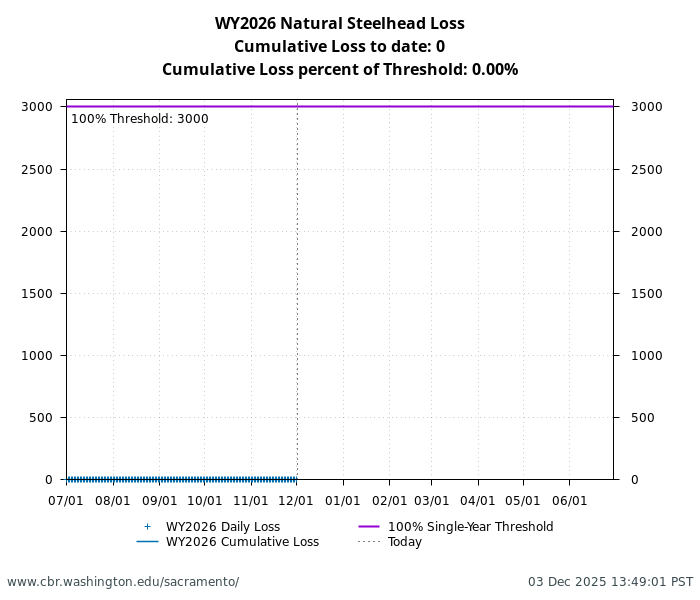 WY2026 Natural Steelhead Loss
Cumulative Loss to date: 0
Cumulative Loss percent of Threshold: 0.00%
3000 3000
100% Threshold: 3000
2500 2500
2000 2000
1500 1500
1000 1000
500 500
0 0
07/01 08/01 09/01 10/01 11/01 12/01 01/01 02/01 03/01 04/01 05/01 06/01
WY2026 Daily Loss 100% Single-Year Threshold
WY2026 Cumulative Loss Today
www.cbr.washington.edu/sacramento/ 03 Dec 2025 13:49:01 PST